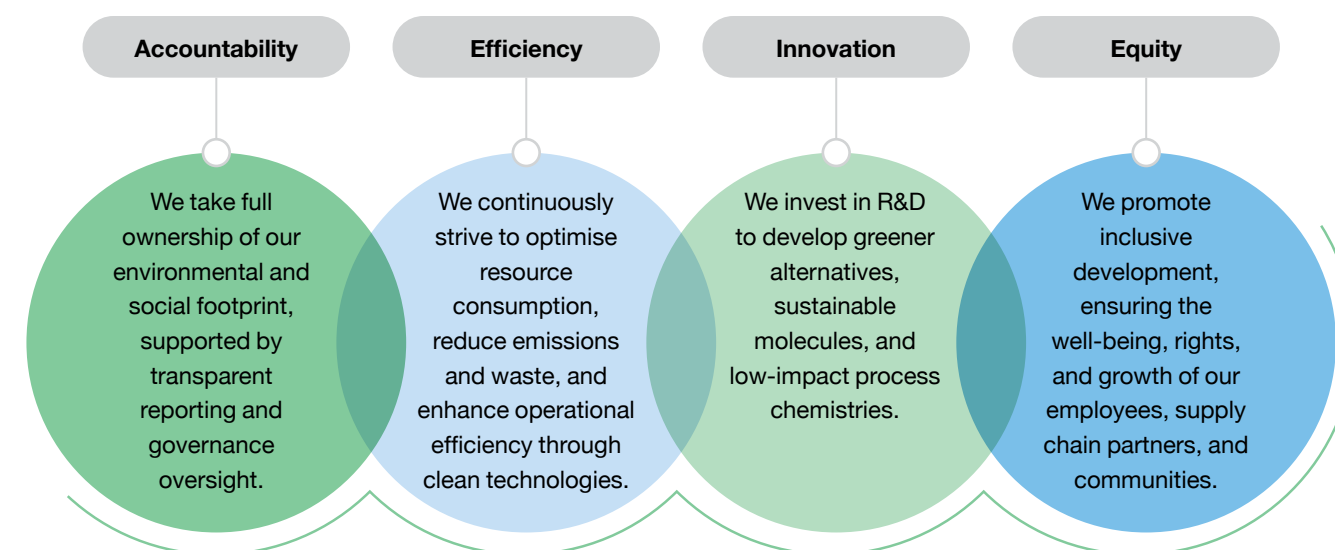 Accountability
We take full
ownership of our
environmental and
social footprint,
supported by
transparent
reporting and
governance
oversight.
Efficiency
We continuously
strive to optimise
resource
consumption,
reduce emissions
and waste, and
enhance operational
efficiency through
clean technologies.
Innovation
We invest in R&D
to develop greener
alternatives,
sustainable
molecules, and
low-impact process
chemistries.
Equity
We promote
inclusive
development,
ensuring the
well-being, rights,
and growth of our
employees, supply
chain partners, and
communities.